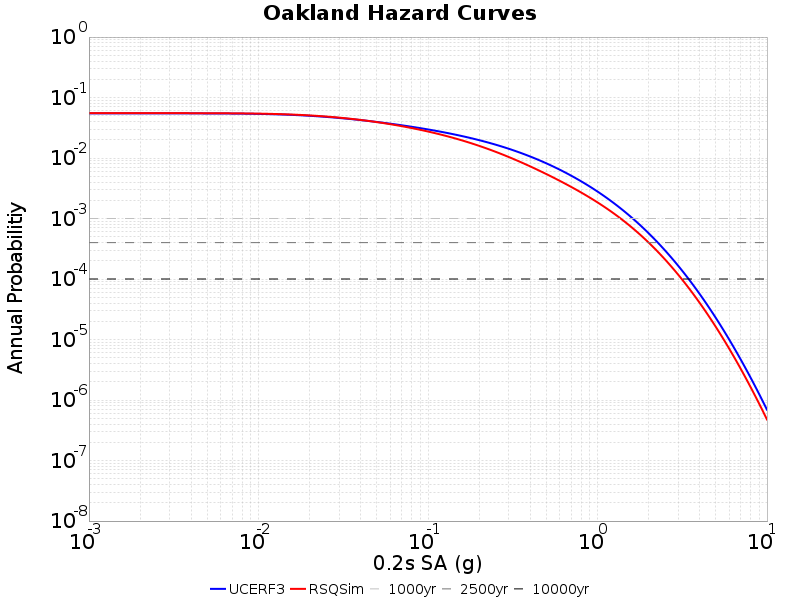 Oakland Hazard Curves
10^0
10^-1
10^-2
10^-3
10^-4
10^-5
10^-6
10^-7
10^-8
Annual Probabilitiy
10^-3 10^-2 10^-1 10^0 10^1
0.2s SA (g)
UCERF3 RSQSim 1000yr 2500yr 10000yr